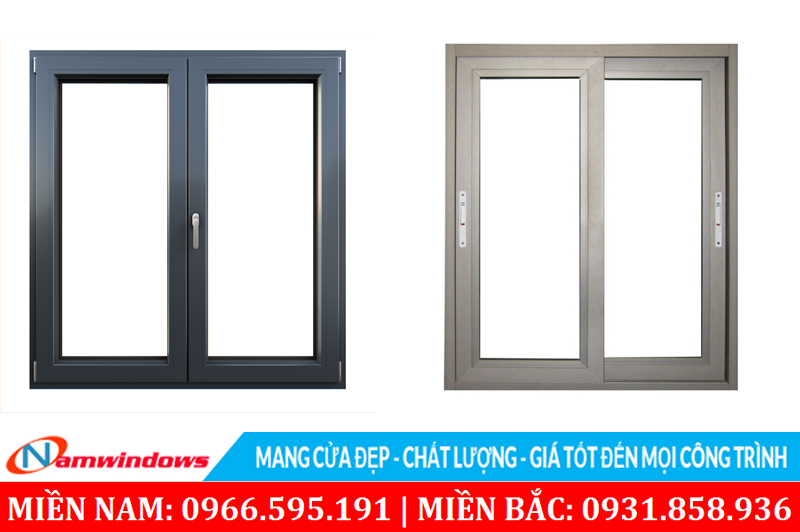 Namwindows
MANG CỬA ĐẸP - CHẤT LƯỢNG - GIÁ TỐT ĐẾN MỌI CÔNG TRÌNH
MIỀN NAM: 0966.595.191 | MIỀN BẮC: 0931.858.936